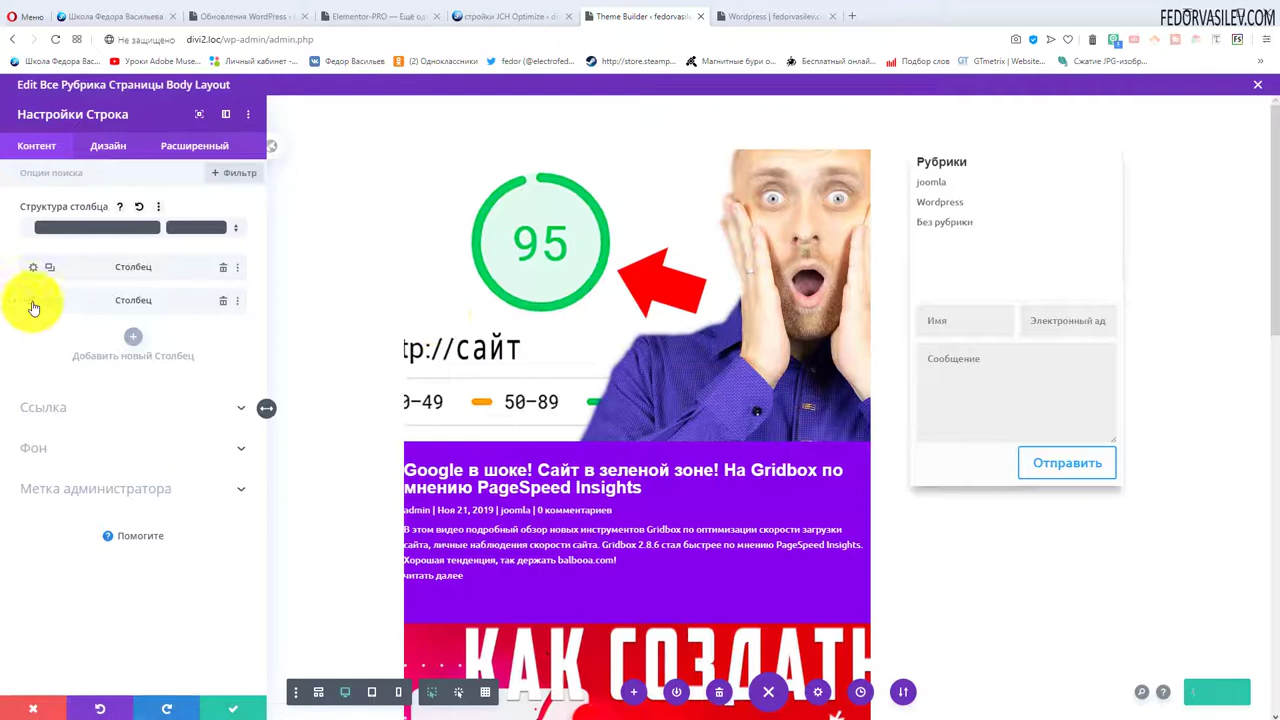 FEDORVASILEV.COM
Меню
Школа Федора Васильева
Обновления WordPress ‹
Elementor-PRO. — Ещё од
стройки JCH Optimize ‹ di
Theme Builder ‹ fedorvasile
Wordpress | fedorvasilev.c
Не защищено
divi2.loc/wp-admin/admin.php
Школа Федора Вас...
Уроки Adobe Muse...
Личный кабинет -...
Федор Васильев
(2) Одноклассники
fedor (@electrofed...
http://store.steamp...
Магнитные бури о...
Бесплатный онлай...
Подбор слов
GTmetrix | Website...
Сжатие JPG-изобр...
Edit Все Рубрика Страницы Body Layout
Настройки Строка
Контент
Дизайн
Расширенный
Опции поиска
Фильтр
Структура столбца
Столбец
Столбец
Добавить новый Столбец
Ссылка
Фон
Метка администратора
Помогите
95
tp://сайт
0–49
50–89
Google в шоке! Сайт в зеленой зоне! На Gridbox по
мнению PageSpeed Insights
admin | Ноя 21, 2019 | joomla | 0 комментариев
В этом видео подробный обзор новых инструментов Gridbox по оптимизации скорости загрузки
сайта, личные наблюдения скорости сайта. Gridbox 2.8.6 стал быстрее по мнению PageSpeed Insights.
Хорошая тенденция, так держать balbooa.com!
читать далее
КАК СОЗДАТЬ
Рубрики
joomla
Wordpress
Без рубрики
Имя
Электронный ад
Сообщение
Отправить